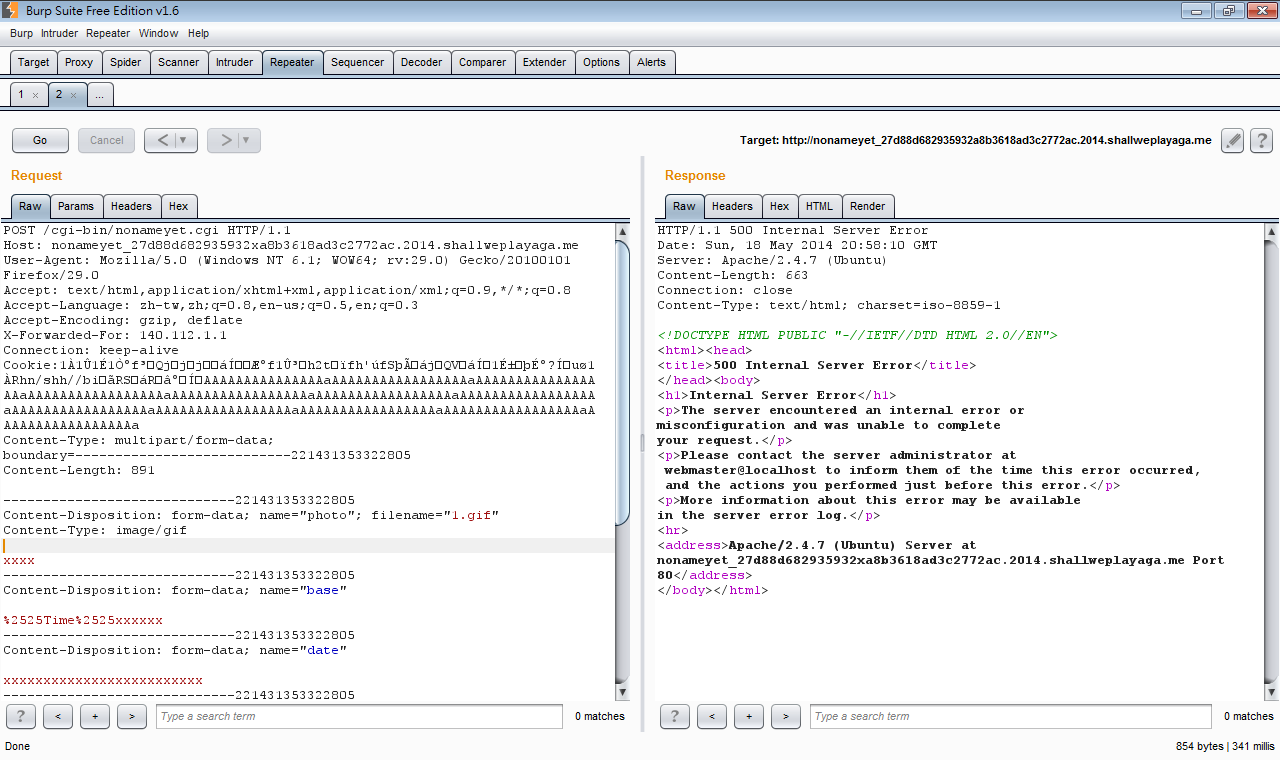 Burp Suite Free Edition v1.6
Burp Intruder Repeater Window Help
Target Proxy Spider Scanner Intruder Repeater Sequencer Decoder Comparer Extender Options Alerts
1 × 2 × ...
Go Cancel < ▼ > ▼ Target: http://nonameyet_27d88d682935932a8b3618ad3c2772ac.2014.shallweplayaga.me ?
Request
Raw Params Headers Hex
POST /cgi-bin/nonameyet.cgi HTTP/1.1
Host: nonameyet_27d88d682935932xa8b3618ad3c2772ac.2014.shallweplayaga.me
User-Agent: Mozilla/5.0 (Windows NT 6.1; WOW64; rv:29.0) Gecko/20100101
Firefox/29.0
Accept: text/html,application/xhtml+xml,application/xml;q=0.9,*/*;q=0.8
Accept-Language: zh-tw,zh;q=0.8,en-us;q=0.5,en;q=0.3
Accept-Encoding: gzip, deflate
X-Forwarded-For: 140.112.1.1
Connection: keep-alive
Cookie:
Content-Type: multipart/form-data;
boundary=---------------------------221431353322805
Content-Length: 891
-----------------------------221431353322805
Content-Disposition: form-data; name="photo"; filename="1.gif"
Content-Type: image/gif
xxxx
-----------------------------221431353322805
Content-Disposition: form-data; name="base"
%2525Time%2525xxxxxx
-----------------------------221431353322805
Content-Disposition: form-data; name="date"
xxxxxxxxxxxxxxxxxxxxxxxxx
-----------------------------221431353322805
? < + > Type a search term 0 matches
Response
Raw Headers Hex HTML Render
HTTP/1.1 500 Internal Server Error
Date: Sun, 18 May 2014 20:58:10 GMT
Server: Apache/2.4.7 (Ubuntu)
Content-Length: 663
Connection: close
Content-Type: text/html; charset=iso-8859-1
<!DOCTYPE HTML PUBLIC "-//IETF//DTD HTML 2.0//EN">
<html><head>
<title>500 Internal Server Error</title>
</head><body>
<h1>Internal Server Error</h1>
<p>The server encountered an internal error or
misconfiguration and was unable to complete
your request.</p>
<p>Please contact the server administrator at
webmaster@localhost to inform them of the time this error occurred,
and the actions you performed just before this error.</p>
<p>More information about this error may be available
in the server error log.</p>
<hr>
<address>Apache/2.4.7 (Ubuntu) Server at
nonameyet_27d88d682935932xa8b3618ad3c2772ac.2014.shallweplayaga.me Port
80</address>
</body></html>
? < + > Type a search term 0 matches
Done 854 bytes | 341 millis